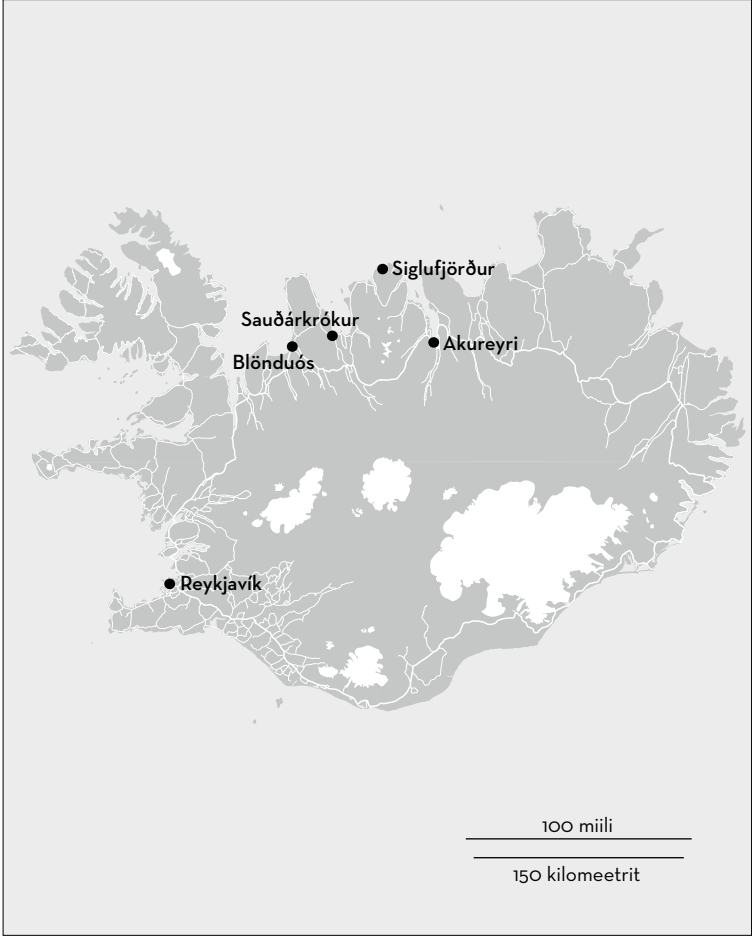 Siglufjörður
Sauðárkrókur
Akureyri
Blönduós
Reykjavík
100 miili
150 kilomeetrit